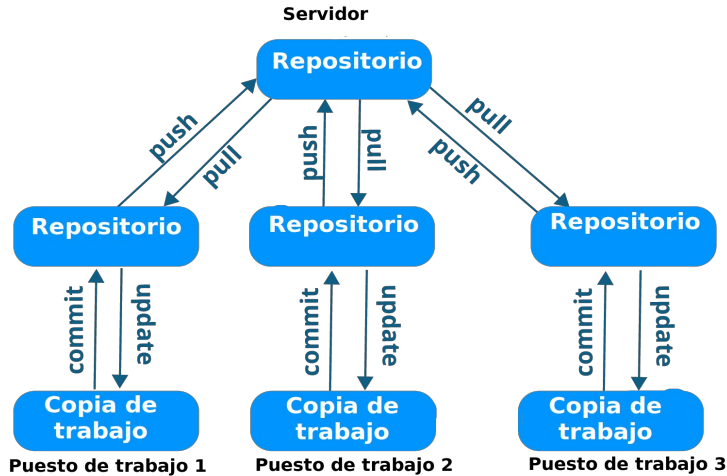 Servidor
Repositorio
push
pull
push
pull
push
pull
Repositorio
Repositorio
Repositorio
commit
update
commit
update
commit
update
Copia de
trabajo
Copia de
trabajo
Copia de
trabajo
Puesto de trabajo 1
Puesto de trabajo 2
Puesto de trabajo 3